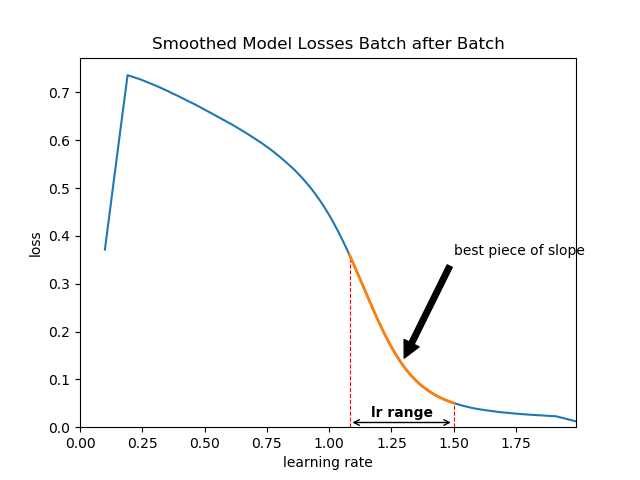 Smoothed Model Losses Batch after Batch
0.7
0.6
0.5
0.4
0.3
0.2
0.1
0.0
loss
best piece of slope
lr range
0.00 0.25 0.50 0.75 1.00 1.25 1.50 1.75
learning rate